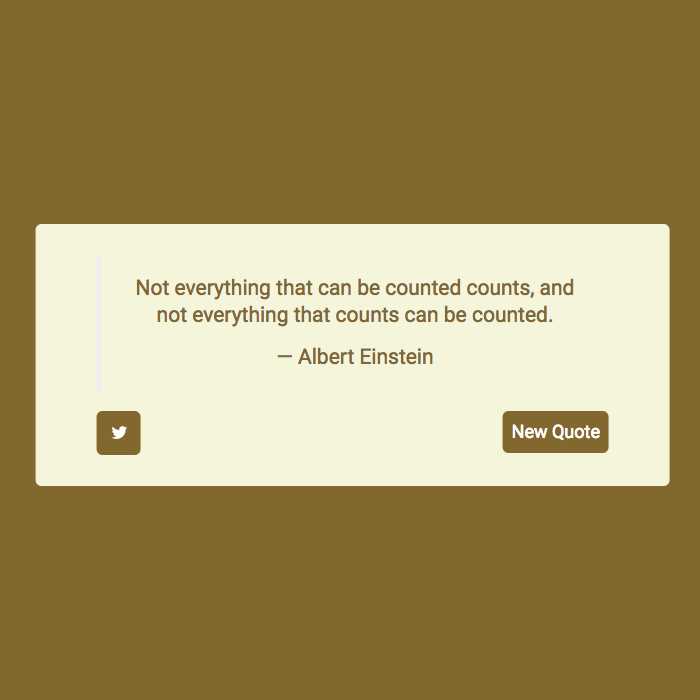 Not everything that can be counted counts, and
not everything that counts can be counted.
— Albert Einstein
New Quote